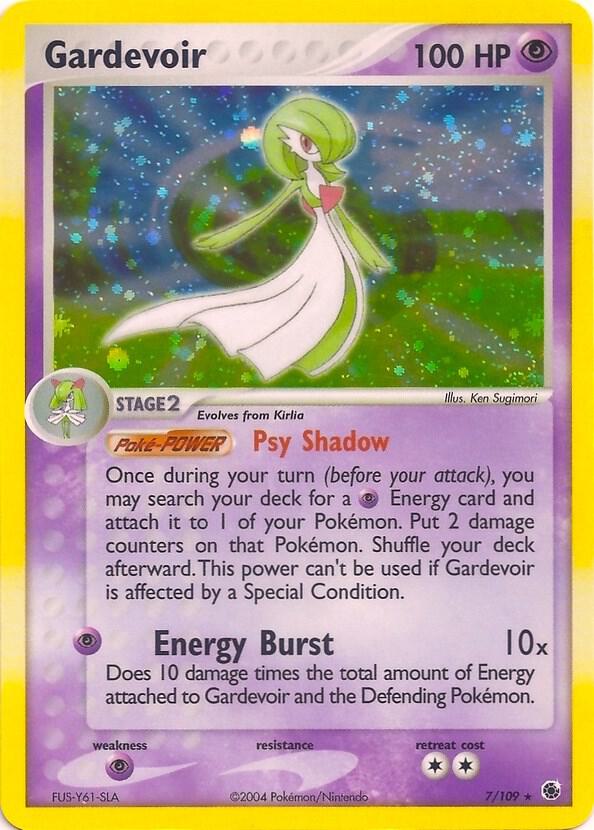 Gardevoir 100 HP
Illus. Ken Sugimori
STAGE2
Evolves from Kirlia
Poké-POWER Psy Shadow
Once during your turn (before your attack), you
may search your deck for a Energy card and
attach it to 1 of your Pokémon. Put 2 damage
counters on that Pokémon. Shuffle your deck
afterward. This power can't be used if Gardevoir
is affected by a Special Condition.
Energy Burst 10x
Does 10 damage times the total amount of Energy
attached to Gardevoir and the Defending Pokémon.
weakness resistance retreat cost
FUS-Y61-SLA ©2004 Pokémon/Nintendo 7/109 ★